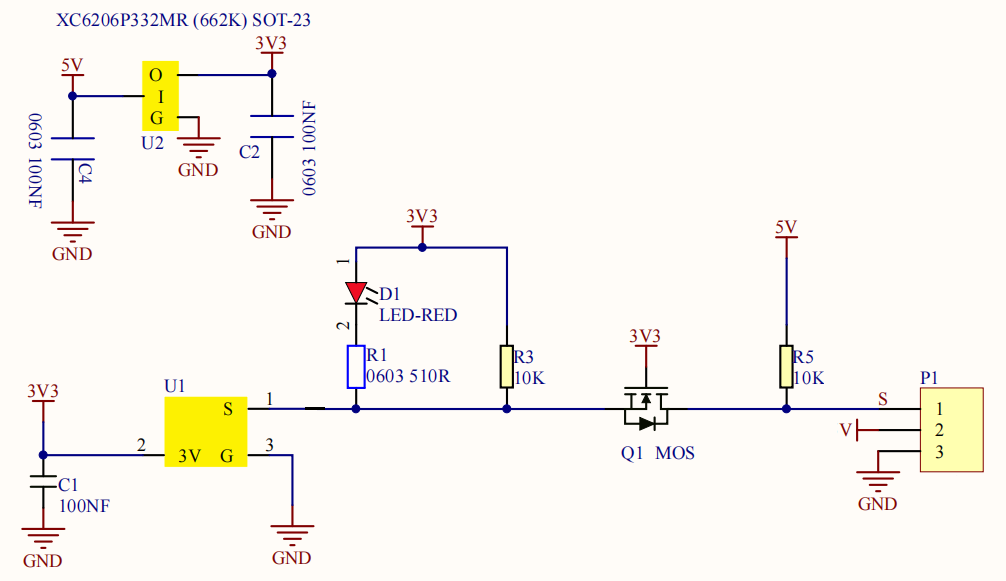 XC6206P332MR (662K) SOT-23
5V
3V3
O
I
G
U2
GND
C2
0603 100NF
0603 100NF
C4
GND
GND
3V3
1
D1
LED-RED
2
R1
0603 510R
R3
10K
3V3
Q1 MOS
5V
R5
10K
P1
S
1
V
2
3
GND
3V3
U1
S
1
2
3V
G
3
C1
100NF
GND
GND